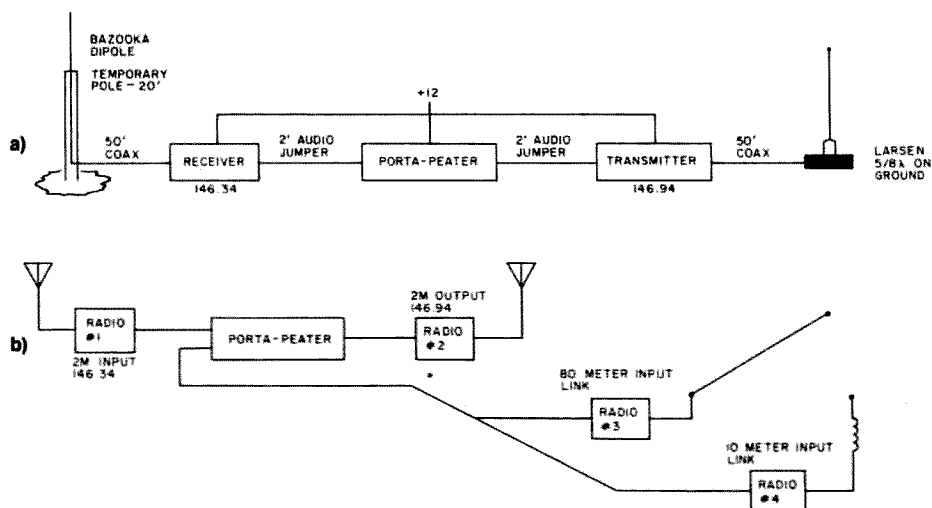 a)
BAZOOKA
DIPOLE
TEMPORARY
POLE - 20'
50'
COAX
RECEIVER
146.34
2' AUDIO
JUMPER
+12
PORTA-PEATER
2' AUDIO
JUMPER
TRANSMITTER
146.94
50'
COAX
LARSEN
5/8λ ON
GROUND
b)
RADIO
#1
2M INPUT
146.34
PORTA-PEATER
2M OUTPUT
146.94
RADIO
#2
80 METER INPUT
LINK
RADIO
#3
10 METER INPUT
LINK
RADIO
#4